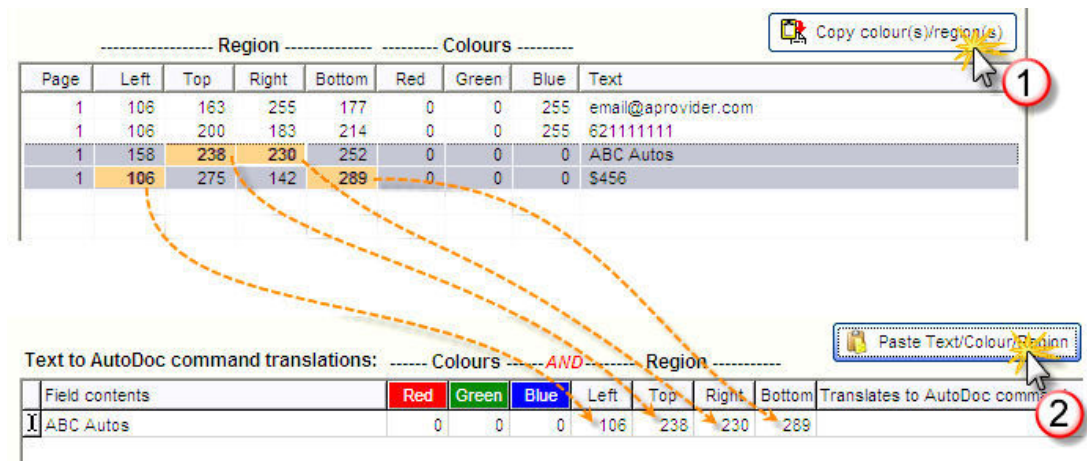 Copy colour(s)/region(s)
------------------ Region --------------- --------- Colours ----------
Page Left Top Right Bottom Red Green Blue Text
1 106 163 255 177 0 0 255 email@aprovider.com
1 106 200 183 214 0 0 255 621111111
1 158 238 230 252 0 0 0 ABC Autos
1 106 275 142 289 0 0 0 $456
1
Paste Text/Colour/Region
Text to AutoDoc command translations: ------ Colours ------AND------- Region -----------
Field contents Red Green Blue Left Top Right Bottom Translates to AutoDoc command
ABC Autos 0 0 0 106 238 230 289
2